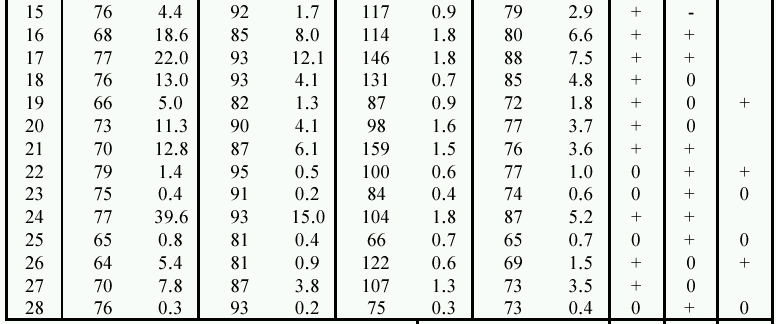 15 76 4.4 92 1.7 117 0.9 79 2.9 + -
16 68 18.6 85 8.0 114 1.8 80 6.6 + +
17 77 22.0 93 12.1 146 1.8 88 7.5 + +
18 76 13.0 93 4.1 131 0.7 85 4.8 + 0
19 66 5.0 82 1.3 87 0.9 72 1.8 + 0 +
20 73 11.3 90 4.1 98 1.6 77 3.7 + 0
21 70 12.8 87 6.1 159 1.5 76 3.6 + +
22 79 1.4 95 0.5 100 0.6 77 1.0 0 + +
23 75 0.4 91 0.2 84 0.4 74 0.6 0 + 0
24 77 39.6 93 15.0 104 1.8 87 5.2 + +
25 65 0.8 81 0.4 66 0.7 65 0.7 0 + 0
26 64 5.4 81 0.9 122 0.6 69 1.5 + 0 +
27 70 7.8 87 3.8 107 1.3 73 3.5 + 0
28 76 0.3 93 0.2 75 0.3 73 0.4 0 + 0